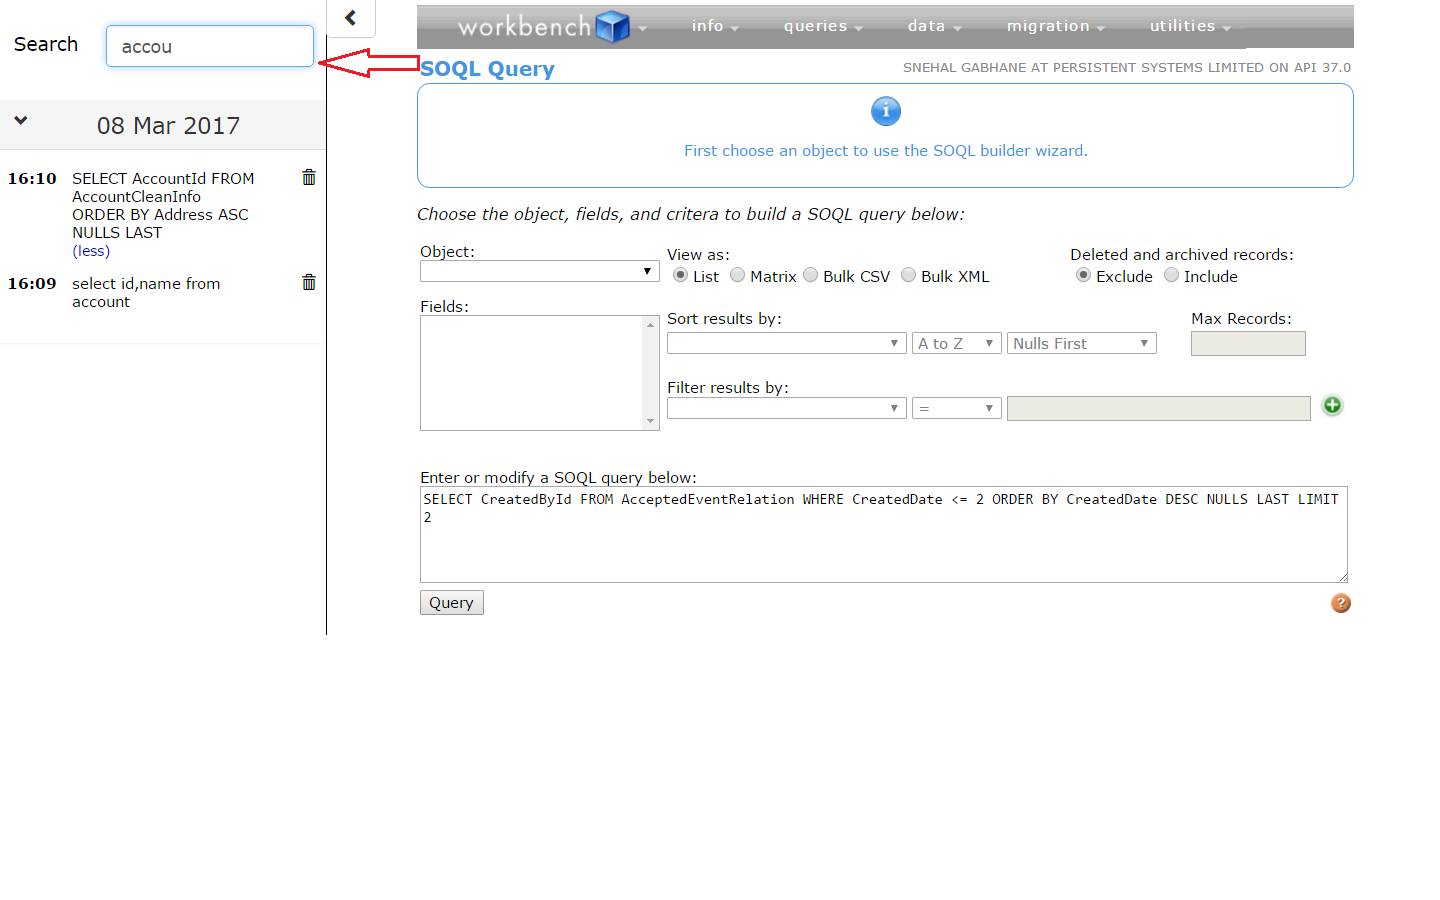 Search
accou
08 Mar 2017
16:10 SELECT AccountId FROM
AccountCleanInfo
ORDER BY Address ASC
NULLS LAST
(less)
16:09 select id,name from
account
workbench info queries data migration utilities
SOQL Query
SNEHAL GABHANE AT PERSISTENT SYSTEMS LIMITED ON API 37.0
First choose an object to use the SOQL builder wizard.
Choose the object, fields, and critera to build a SOQL query below:
Object:
View as:
List Matrix Bulk CSV Bulk XML
Deleted and archived records:
Exclude Include
Fields:
Sort results by:
A to Z Nulls First
Max Records:
Filter results by:
=
Enter or modify a SOQL query below:
SELECT CreatedById FROM AcceptedEventRelation WHERE CreatedDate <= 2 ORDER BY CreatedDate DESC NULLS LAST LIMIT
2
Query
?